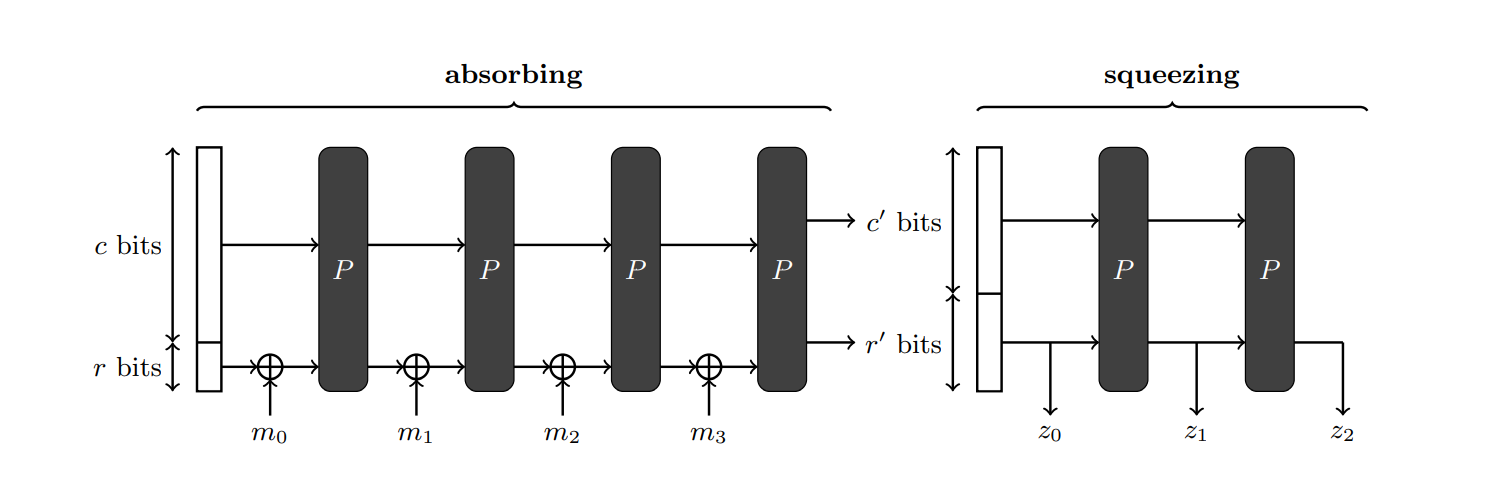 absorbing
squeezing
c bits
r bits
P
P
P
P
c′ bits
r′ bits
P
P
m₀
m₁
m₂
m₃
z₀
z₁
z₂